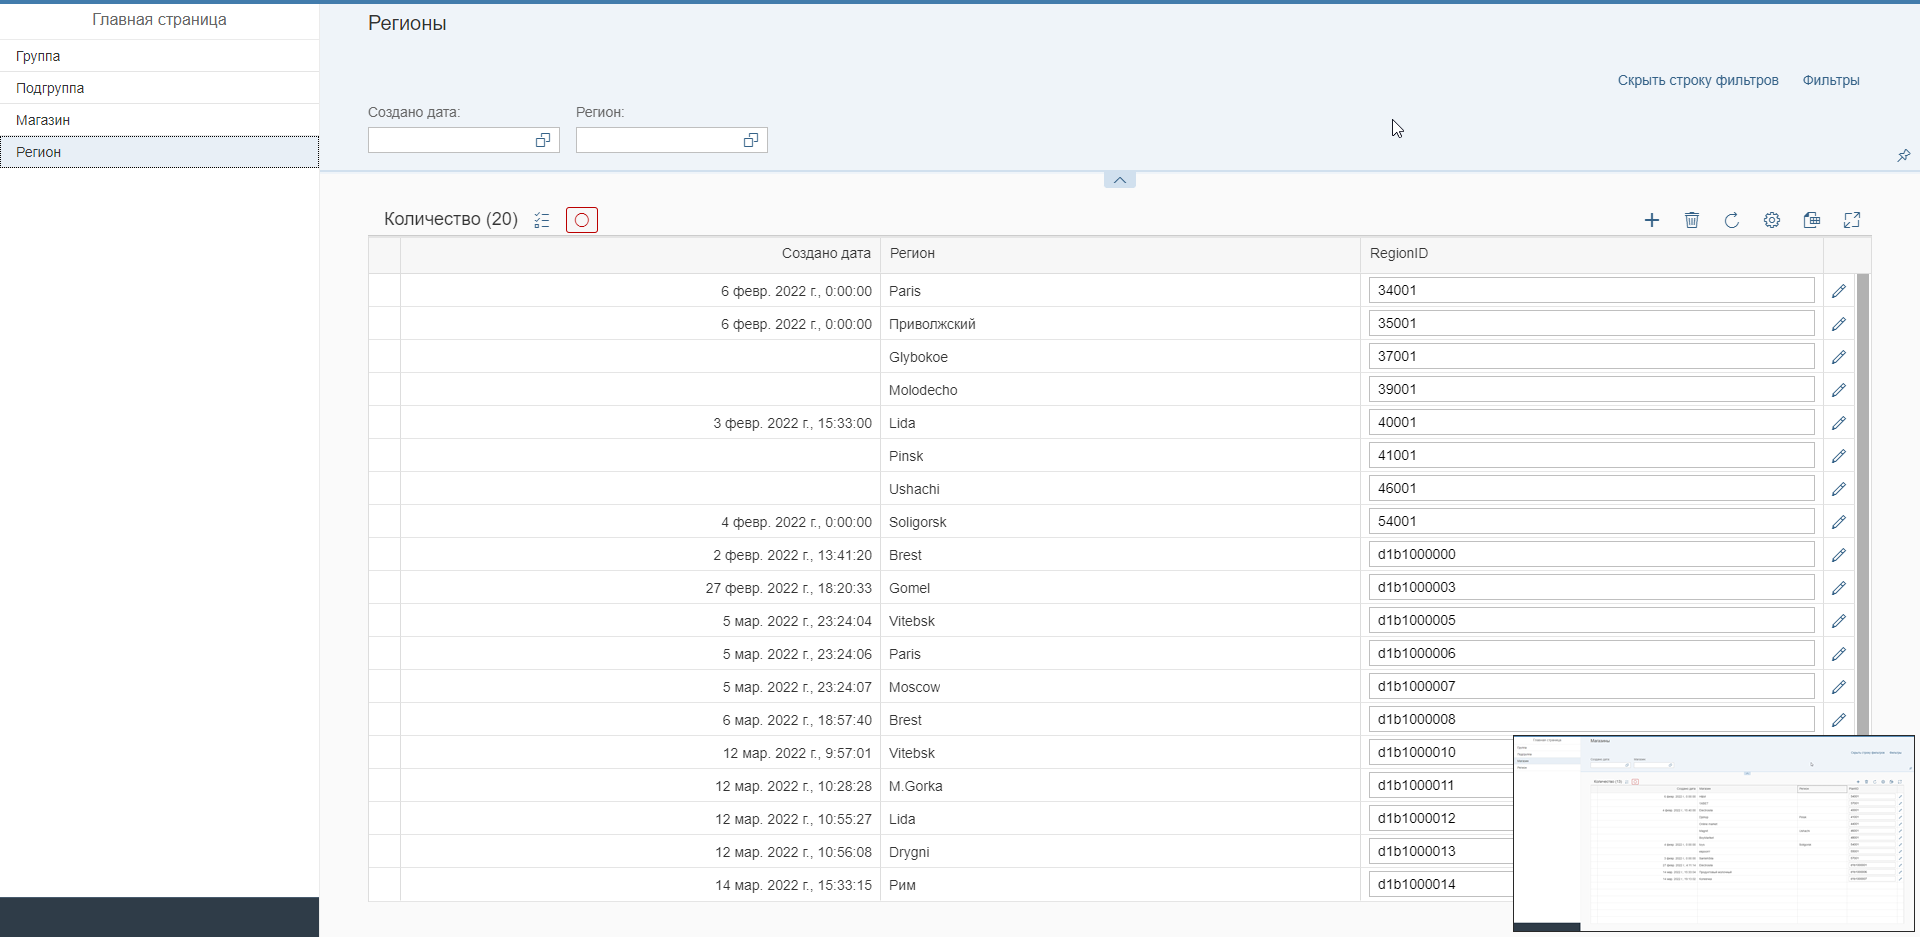 Главная страница
Группа
Подгруппа
Магазин
Регион
Регионы
Скрыть строку фильтров Фильтры
Создано дата: Регион:
Количество (20)
Создано дата Регион RegionID
6 февр. 2022 г., 0:00:00 Paris 34001
6 февр. 2022 г., 0:00:00 Приволжский 35001
Glybokoe 37001
Molodecho 39001
3 февр. 2022 г., 15:33:00 Lida 40001
Pinsk 41001
Ushachi 46001
4 февр. 2022 г., 0:00:00 Soligorsk 54001
2 февр. 2022 г., 13:41:20 Brest d1b1000000
27 февр. 2022 г., 18:20:33 Gomel d1b1000003
5 мар. 2022 г., 23:24:04 Vitebsk d1b1000005
5 мар. 2022 г., 23:24:06 Paris d1b1000006
5 мар. 2022 г., 23:24:07 Moscow d1b1000007
6 мар. 2022 г., 18:57:40 Brest d1b1000008
12 мар. 2022 г., 9:57:01 Vitebsk d1b1000010
12 мар. 2022 г., 10:28:28 M.Gorka d1b1000011
12 мар. 2022 г., 10:55:27 Lida d1b1000012
12 мар. 2022 г., 10:56:08 Drygni d1b1000013
14 мар. 2022 г., 15:33:15 Рим d1b1000014